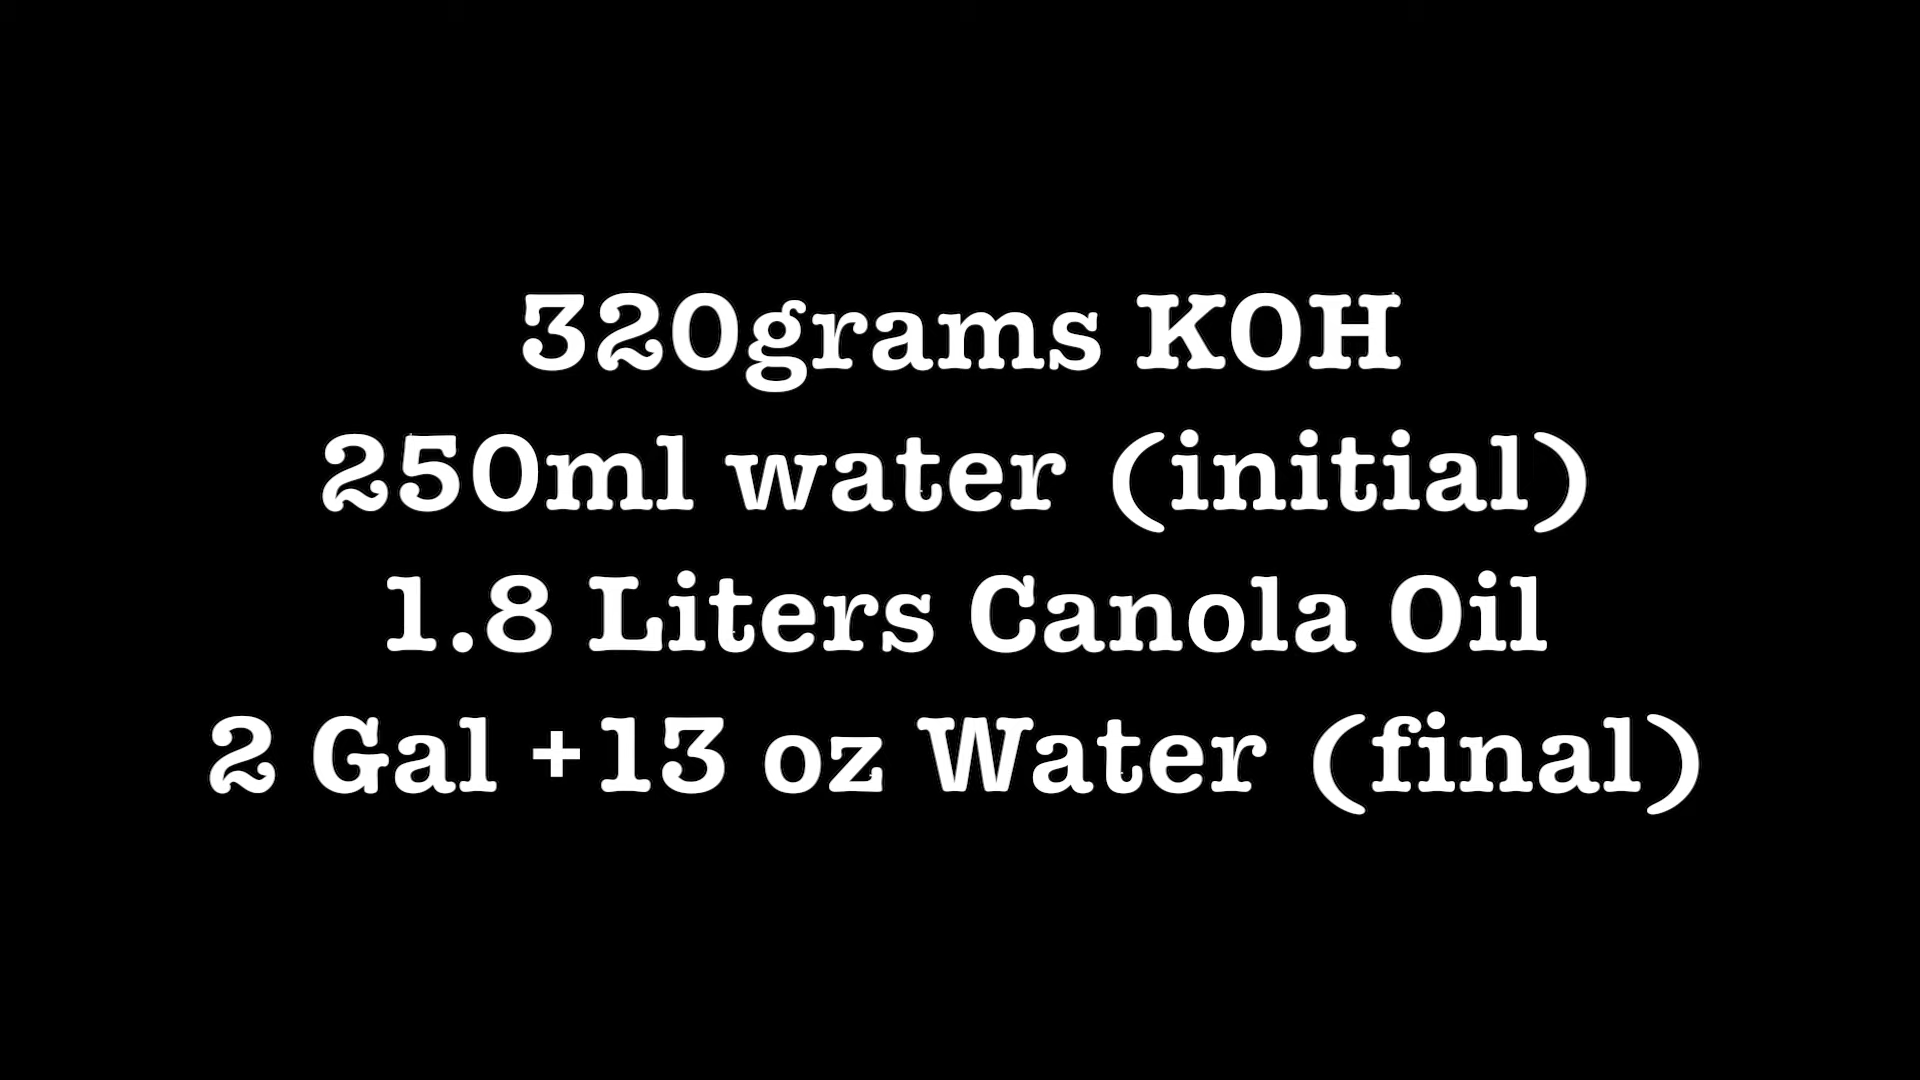 320grams KOH
250ml water (initial)
1.8 Liters Canola Oil
2 Gal +13 oz Water (final)